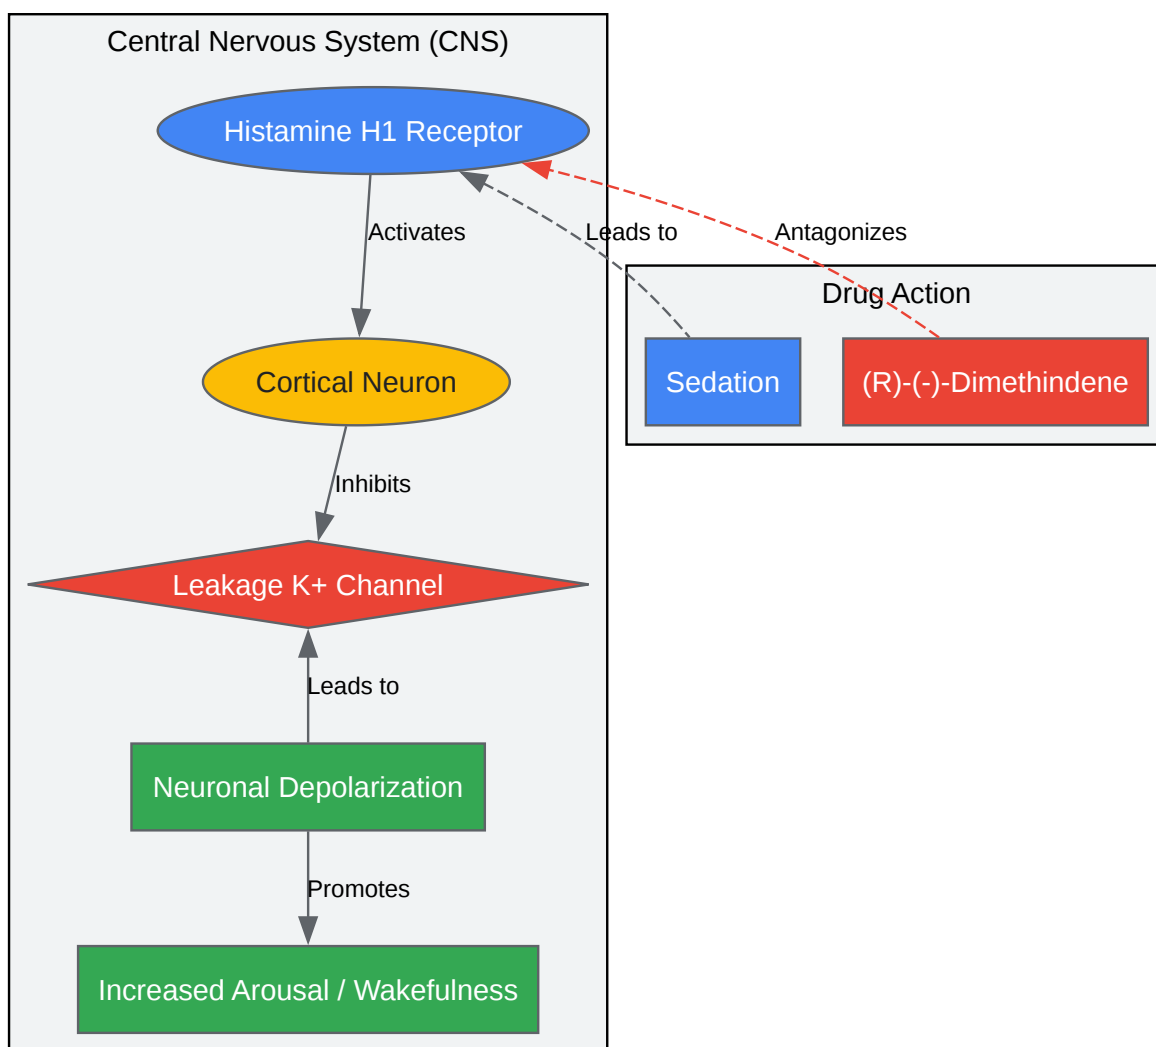 Central Nervous System (CNS)
Histamine H1 Receptor
Activates
Leads to
Antagonizes
Drug Action
Cortical Neuron
Sedation
(R)-(-)-Dimethindene
Inhibits
Leakage K+ Channel
Leads to
Neuronal Depolarization
Promotes
Increased Arousal / Wakefulness